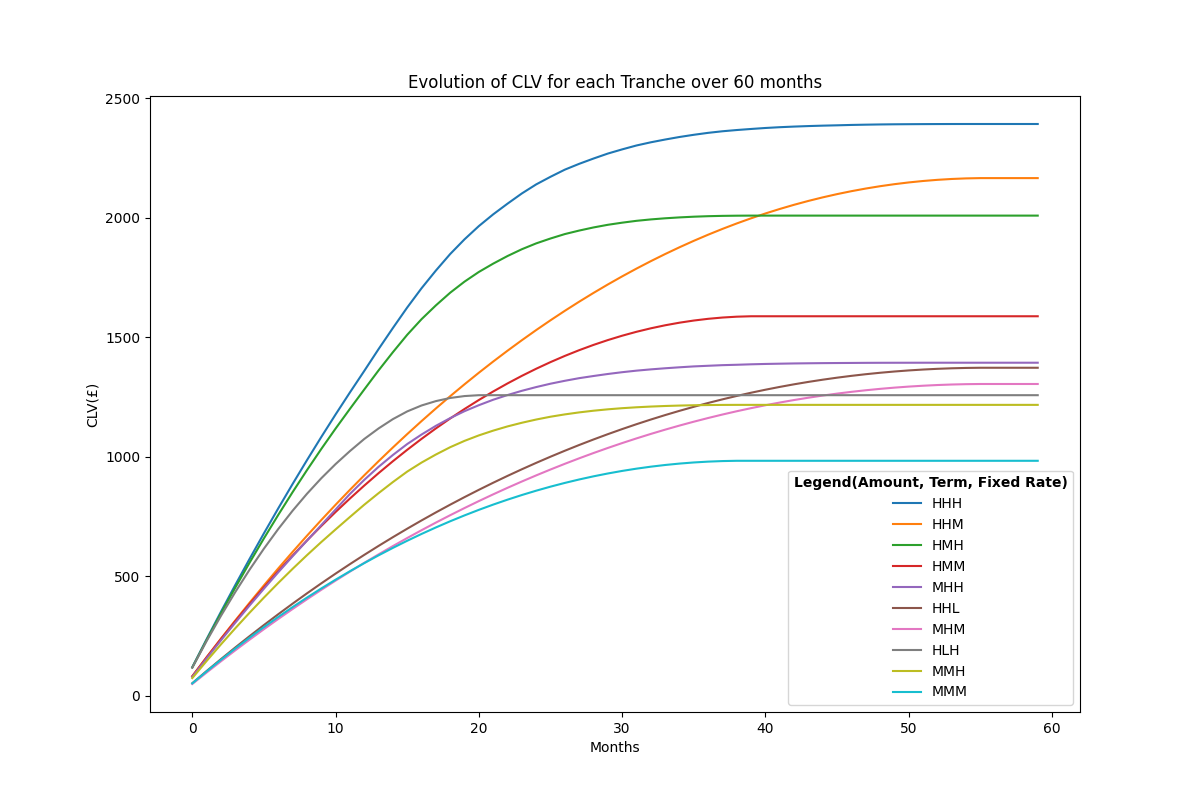 Evolution of CLV for each Tranche over 60 months
2500
2000
1500
1000
500
0
CLV(£)
0 10 20 30 40 50 60
Months
Legend(Amount, Term, Fixed Rate)
HHH
HHM
HMH
HMM
MHH
HHL
MHM
HLH
MMH
MMM